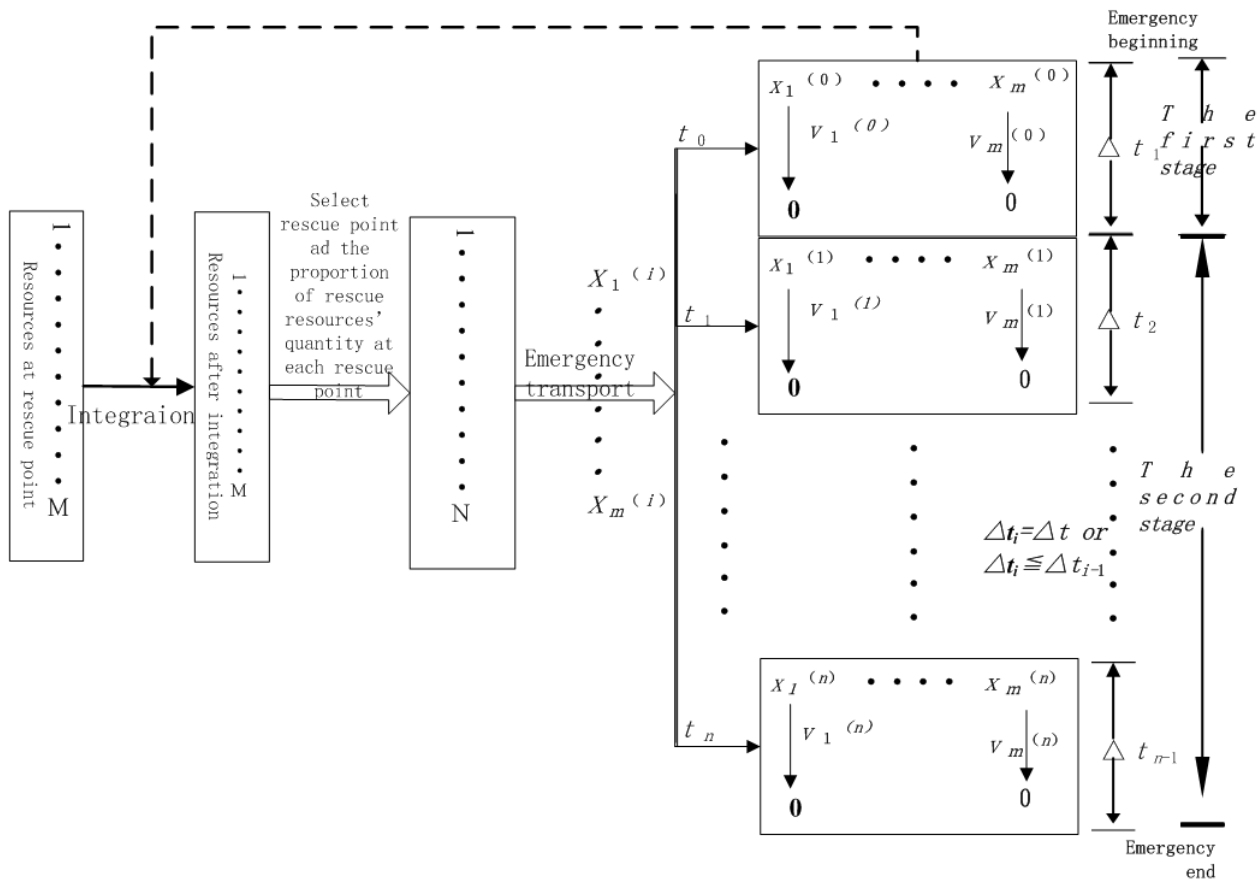 Emergency
beginning
X1(0) • • • • Xm(0)
V1(0)
Vm(0)
0
0
t0
△ t1
The
first
stage
1
Resources at rescue point
M
Integraion
1
Resources after integration
M
Select
rescue point
ad the
proportion
of rescue
resources'
quantity at
each rescue
point
1
N
Emergency
transport
X1(i)
Xm(i)
X1(1) • • • • Xm(1)
V1(1)
Vm(1)
0
0
t1
△ t2
The
second
stage
△ti=△t or
△ti≦△ti-1
X1(n) • • • • Xm(n)
V1(n)
Vm(n)
0
0
tn
△ tn-1
Emergency
end